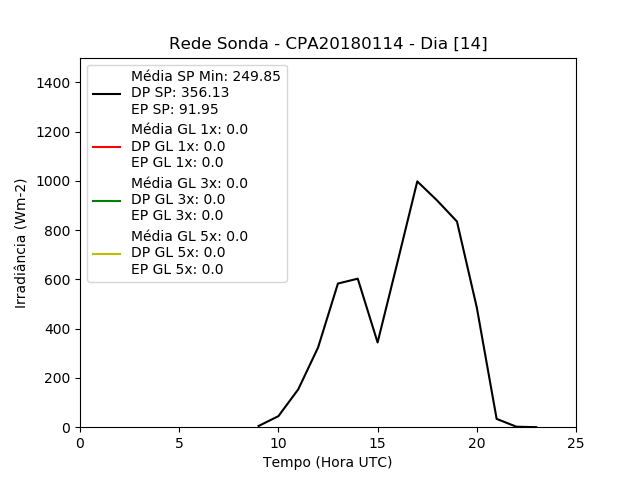 Rede Sonda - CPA20180114 - Dia [14]
Média SP Min: 249.85
DP SP: 356.13
EP SP: 91.95
Média GL 1x: 0.0
DP GL 1x: 0.0
EP GL 1x: 0.0
Média GL 3x: 0.0
DP GL 3x: 0.0
EP GL 3x: 0.0
Média GL 5x: 0.0
DP GL 5x: 0.0
EP GL 5x: 0.0
Irradiância (Wm-2)
1400
1200
1000
800
600
400
200
0
0 5 10 15 20 25
Tempo (Hora UTC)